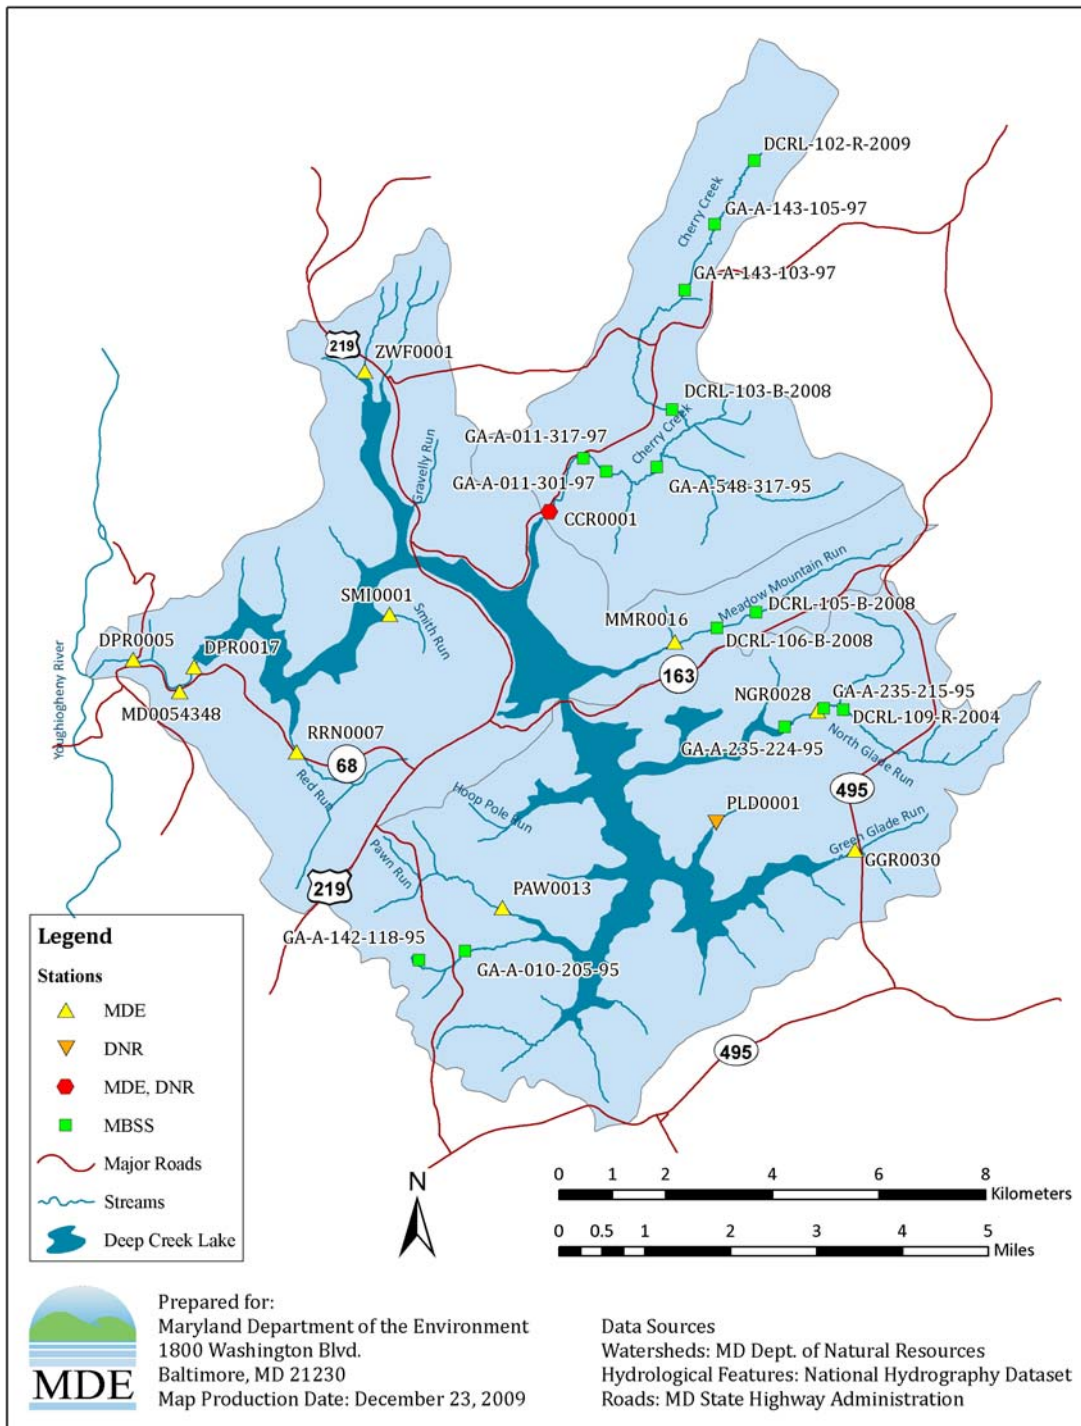 DCRL-102-R-2009
Cherry Creek
GA-A-143-105-97
GA-A-143-103-97
219
ZWF0001
DCRL-103-B-2008
GA-A-011-317-97
Cherry Creek
Gravelly Run
GA-A-011-301-97
GA-A-548-317-95
CCR0001
Meadow Mountain Run
SMI0001
Smith Run
MMR0016
DCRL-105-B-2008
DCRL-106-B-2008
DPR0005
DPR0017
Youghiogheny River
163
MD0054348
NGR0028
GA-A-235-215-95
DCRL-109-R-2004
RRN0007
GA-A-235-224-95
North Glade Run
68
Red Run
495
Hoop Pole Run
PLD0001
Green Glade Run
Pawn Run
GGR0030
219
PAW0013
GA-A-142-118-95
GA-A-010-205-95
495
Legend
Stations
MDE
DNR
MDE, DNR
MBSS
Major Roads
Streams
Deep Creek Lake
N
0 1 2 4 6 8
Kilometers
0 0.5 1 2 3 4 5
Miles
MDE
Prepared for:
Maryland Department of the Environment
1800 Washington Blvd.
Baltimore, MD 21230
Map Production Date: December 23, 2009
Data Sources
Watersheds: MD Dept. of Natural Resources
Hydrological Features: National Hydrography Dataset
Roads: MD State Highway Administration